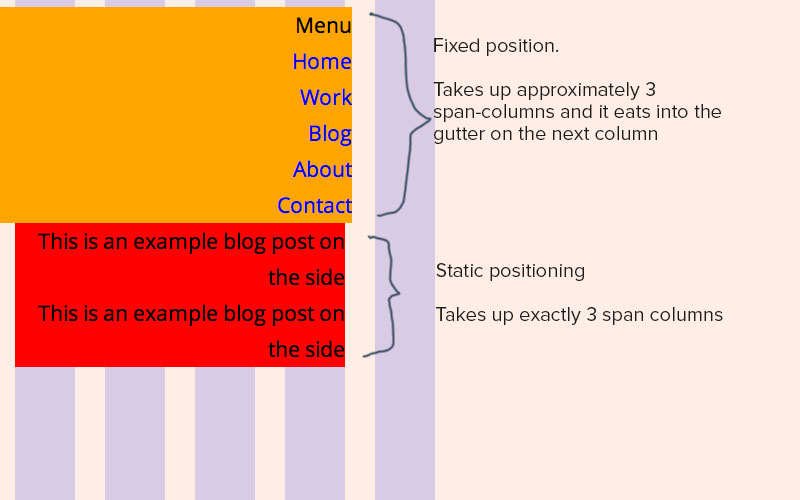 Menu
Home
Work
Blog
About
Contact
Fixed position.
Takes up approximately 3
span-columns and it eats into the
gutter on the next column
This is an example blog post on
the side
This is an example blog post on
the side
Static positioning
Takes up exactly 3 span columns